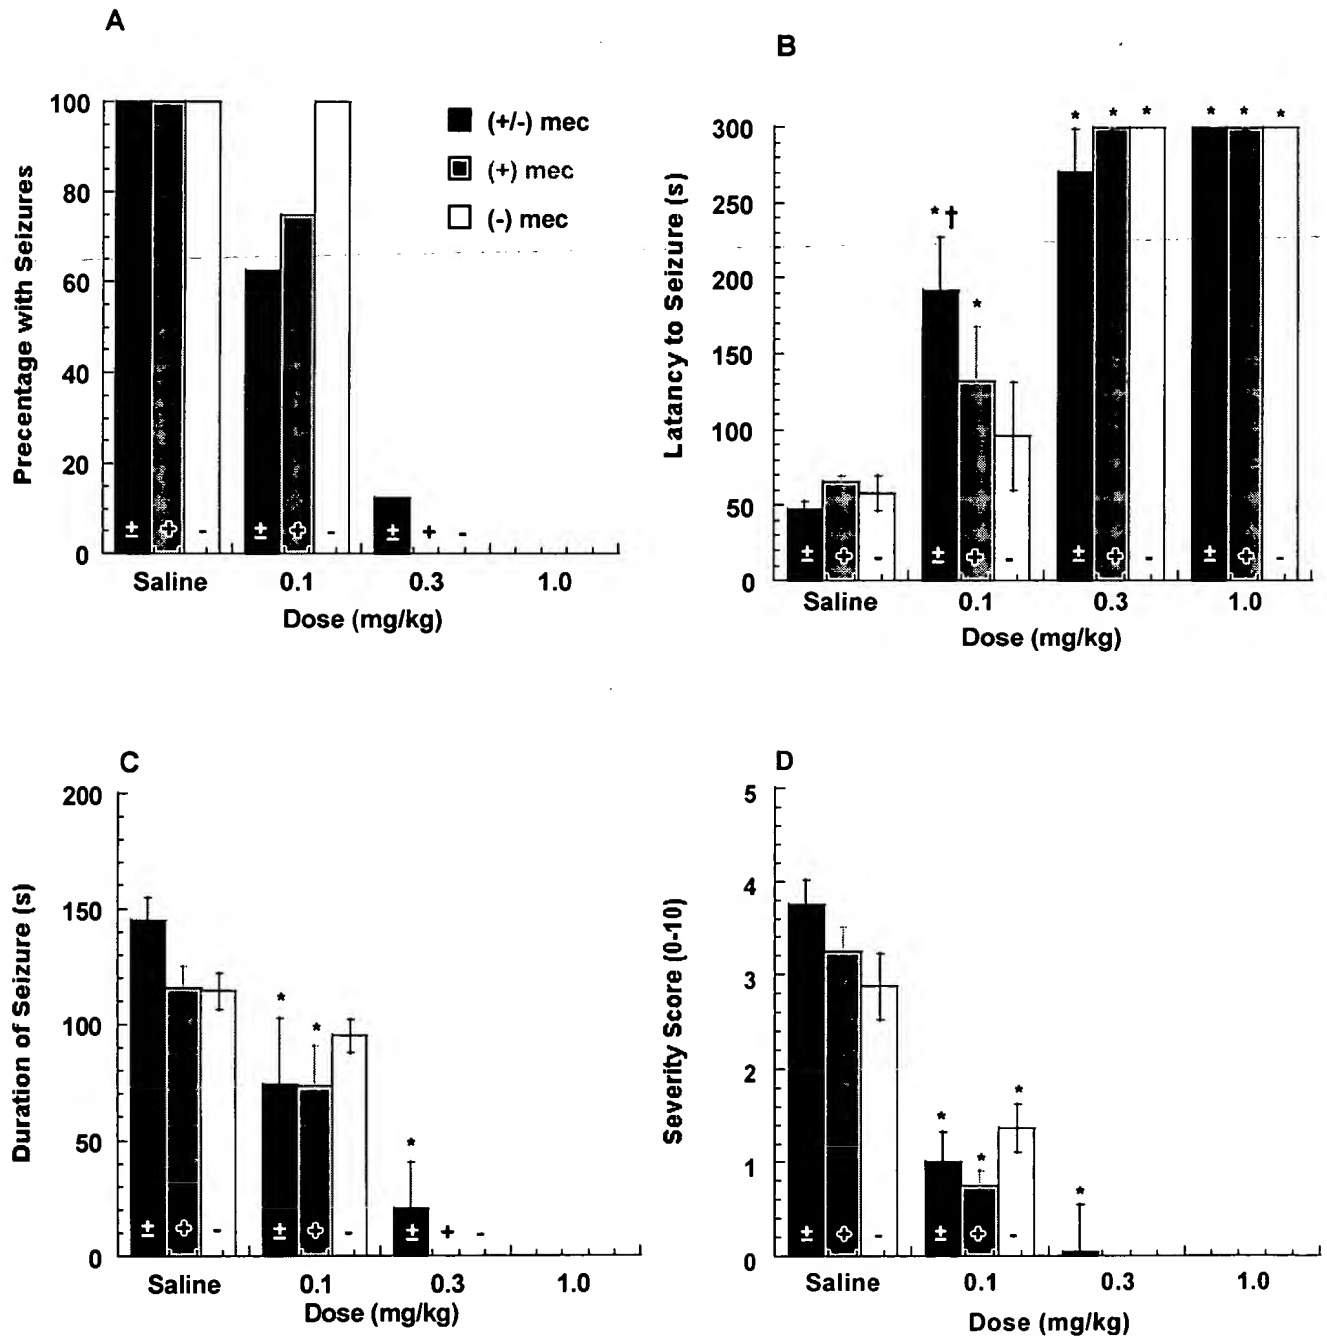 A
Precentage with Seizures
100
80
60
40
20
0
(+/-) mec
(+) mec
(-) mec
± + -
± + -
± + -
Saline 0.1 0.3 1.0
Dose (mg/kg)
B
Latancy to Seizure (s)
300
250
200
150
100
50
0
* * * * * *
* †
*
± + - ± + - ± + - ± + -
Saline 0.1 0.3 1.0
Dose (mg/kg)
C
Duration of Seizure (s)
200
150
100
50
0
* *
*
± + - ± + - ± + -
Saline 0.1 0.3 1.0
Dose (mg/kg)
D
Severity Score (0-10)
5
4
3
2
1
0
* * *
*
± + - ± + -
Saline 0.1 0.3 1.0
Dose (mg/kg)